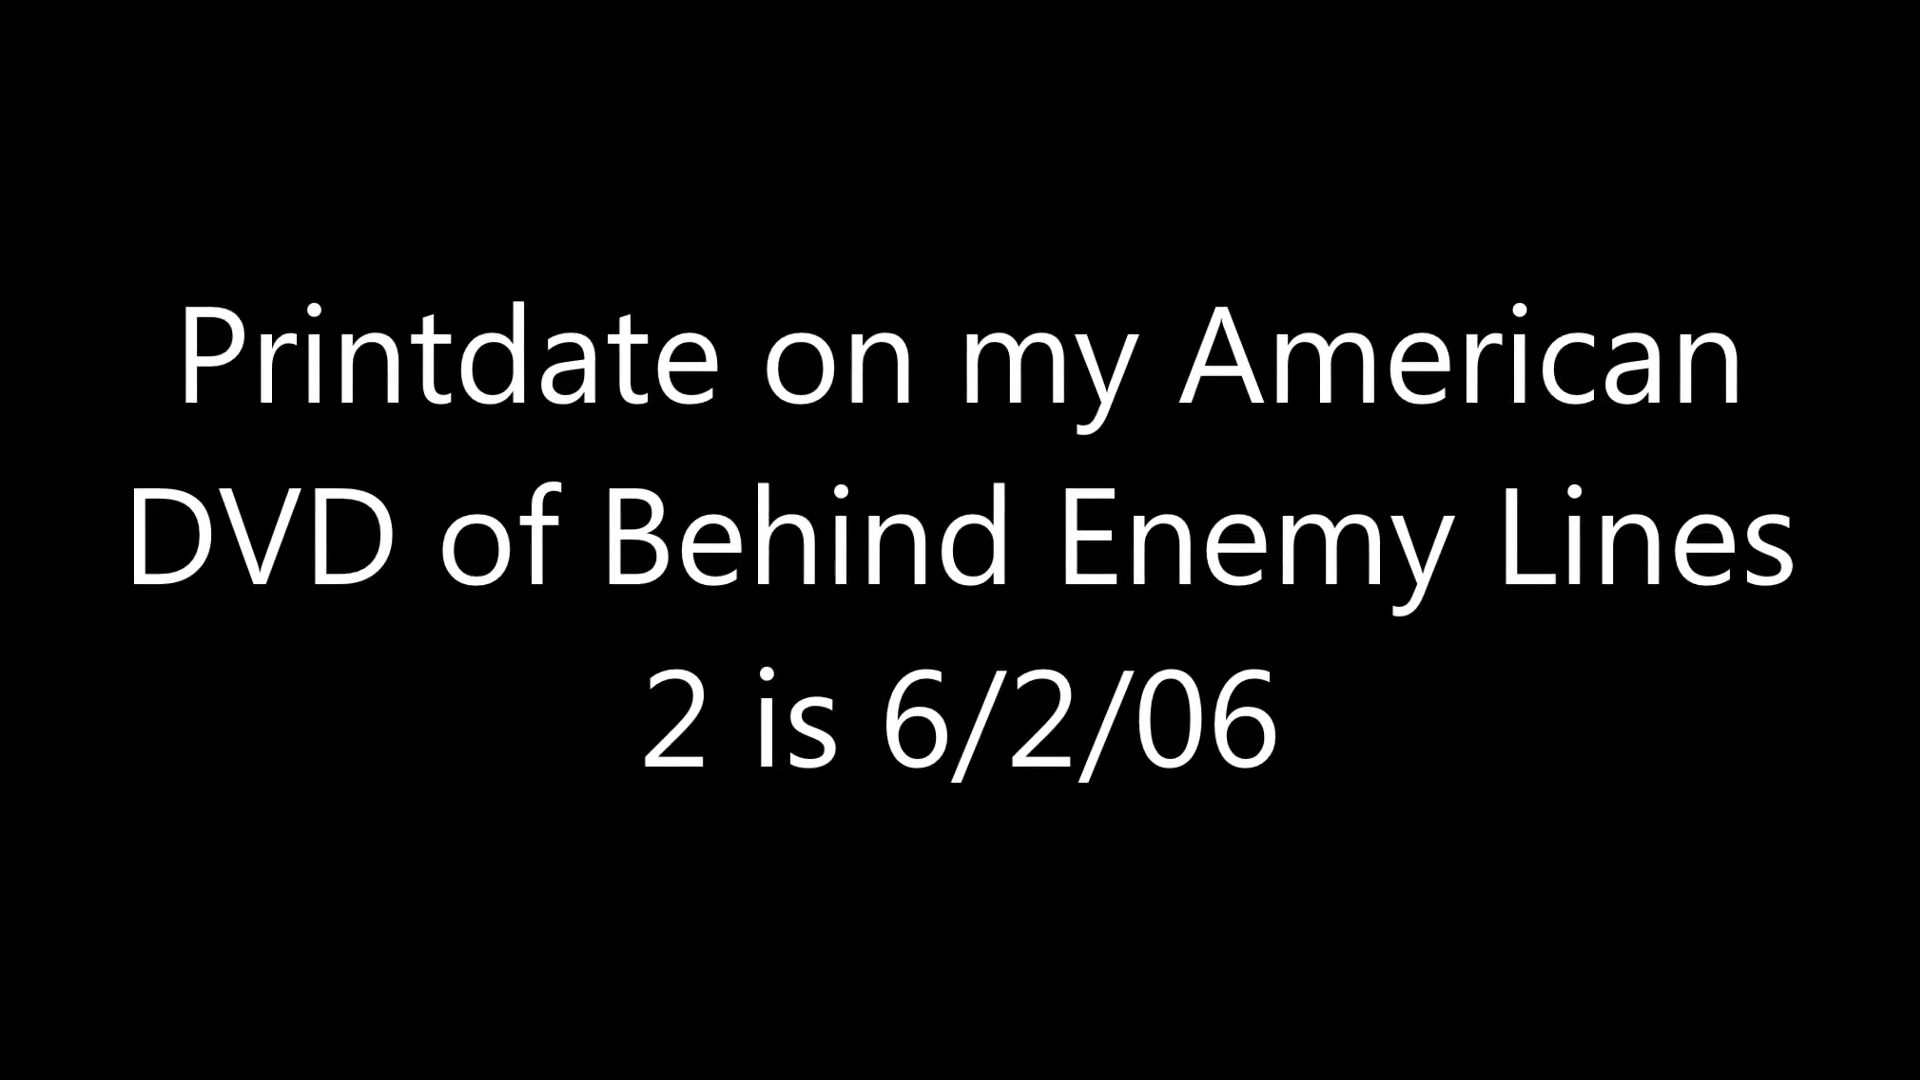 Printdate on my American
DVD of Behind Enemy Lines
2 is 6/2/06